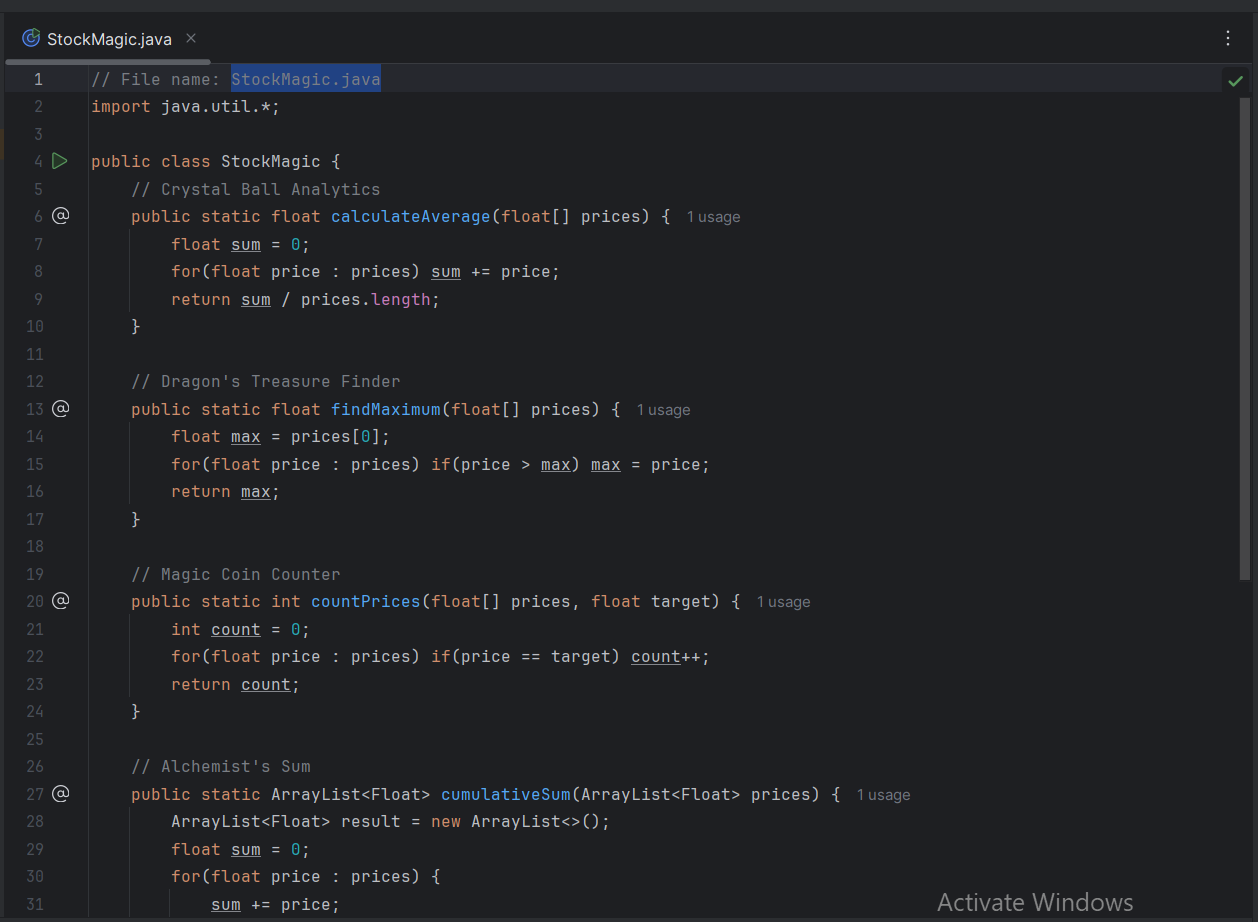 StockMagic.java
1 // File name: StockMagic.java
2 import java.util.*;
3
4 public class StockMagic {
5 // Crystal Ball Analytics
6 @ public static float calculateAverage(float[] prices) { 1 usage
7 float sum = 0;
8 for(float price : prices) sum += price;
9 return sum / prices.length;
10 }
11
12 // Dragon's Treasure Finder
13 @ public static float findMaximum(float[] prices) { 1 usage
14 float max = prices[0];
15 for(float price : prices) if(price > max) max = price;
16 return max;
17 }
18
19 // Magic Coin Counter
20 @ public static int countPrices(float[] prices, float target) { 1 usage
21 int count = 0;
22 for(float price : prices) if(price == target) count++;
23 return count;
24 }
25
26 // Alchemist's Sum
27 @ public static ArrayList<Float> cumulativeSum(ArrayList<Float> prices) { 1 usage
28 ArrayList<Float> result = new ArrayList<>();
29 float sum = 0;
30 for(float price : prices) {
31 sum += price;
Activate Windows